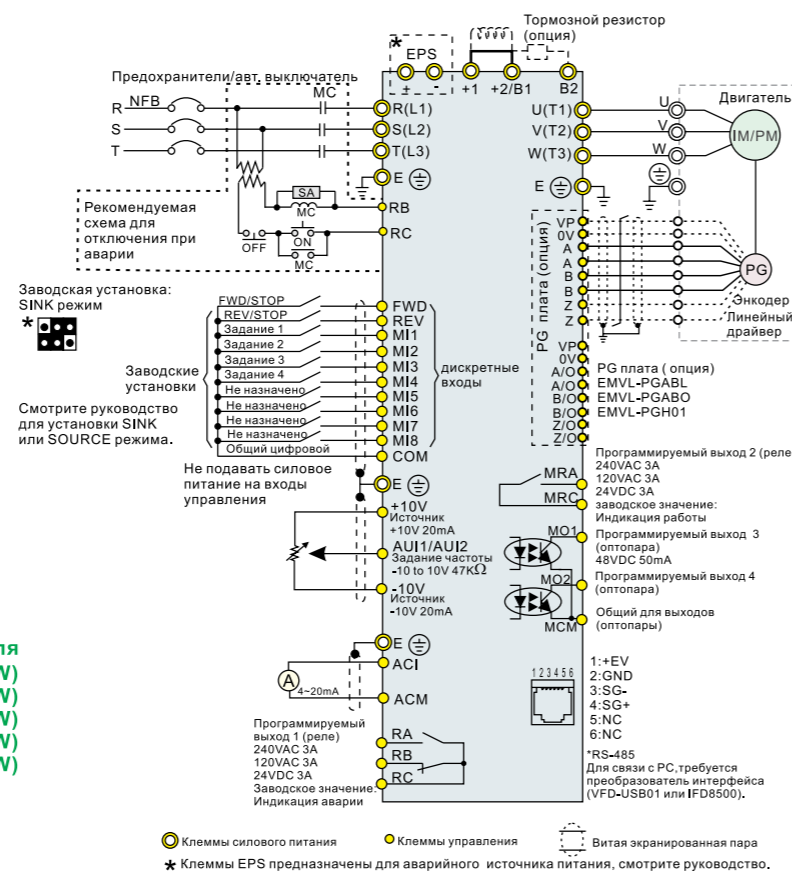 Тормозной резистор
(опция)
* EPS
+ - +1 +2/B1 B2
Предохранители/авт. выключатель
MC
NFB
R
S
T
R(L1)
S(L2)
T(L3)
E
U(T1)
V(T2)
W(T3)
E
U
V
W
Двигатель
IM/PM
Рекомендуемая
схема для
отключения при
аварии
SA
MC
OFF
ON
MC
RB
RC
PG плата (опция)
VP
0V
A
A
B
B
Z
Z
PG
Энкодер
Линейный
драйвер
VP
0V
A/O
A/O
B/O
B/O
Z/O
Z/O
PG плата ( опция)
EMVL-PGABL
EMVL-PGABO
EMVL-PGH01
Заводская установка:
SINK режим
*
Заводские
установки
Смотрите руководство
для установки SINK
или SOURCE режима.
FWD/STOP
REV/STOP
Задание 1
Задание 2
Задание 3
Задание 4
Не назначено
Не назначено
Не назначено
Не назначено
Общий цифровой
FWD
REV
MI1
MI2
MI3
MI4
MI5
MI6
MI7
MI8
COM
дискретные
входы
Не подавать силовое
питание на входы
управления
E
+10V
Источник
+10V 20mA
AUI1/AUI2
Задание частоты
-10 to 10V 47KΩ
-10V
Источник
-10V 20mA
E
ACI
A
4~20mA
ACM
MRA
MRC
Программируемый выход 2 (реле
240VAC 3A
120VAC 3A
24VDC 3A
заводское значение:
Индикация работы
MO1
Программируемый выход 3
(оптопара)
48VDC 50mA
MO2
Программируемый выход 4
(оптопара)
MCM
Общий для выходов
(оптопары)
ля
W)
W)
W)
W)
W)
Программируемый
выход 1 (реле)
240VAC 3A
120VAC 3A
24VDC 3A
Заводское значение:
Индикация аварии
RA
RB
RC
1 2 3 4 5 6
1:+EV
2:GND
3:SG-
4:SG+
5:NC
6:NC
*RS-485
Для связи с PC,требуется
преобразователь интерфейса
(VFD-USB01 или IFD8500).
Клеммы силового питания Клеммы управления Витая экранированная пара
* Клеммы EPS предназначены для аварийного источника питания, смотрите руководство.